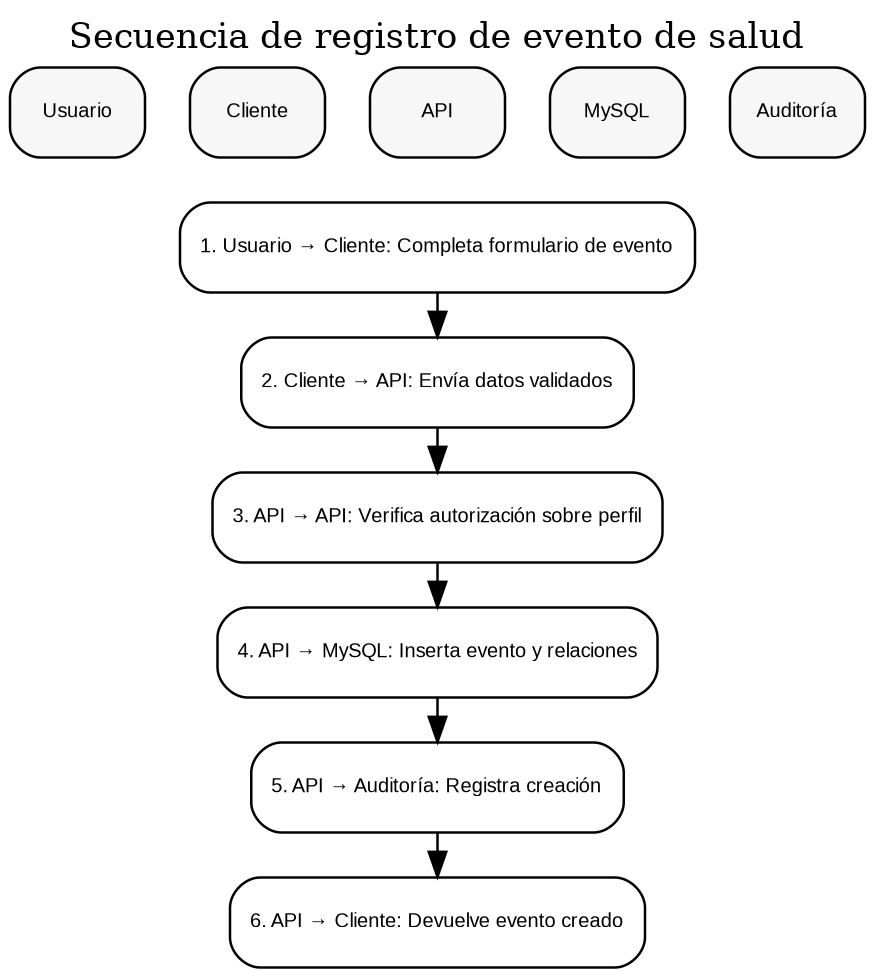 Secuencia de registro de evento de salud
Usuario
Cliente
API
MySQL
Auditoría
1. Usuario → Cliente: Completa formulario de evento
2. Cliente → API: Envía datos validados
3. API → API: Verifica autorización sobre perfil
4. API → MySQL: Inserta evento y relaciones
5. API → Auditoría: Registra creación
6. API → Cliente: Devuelve evento creado